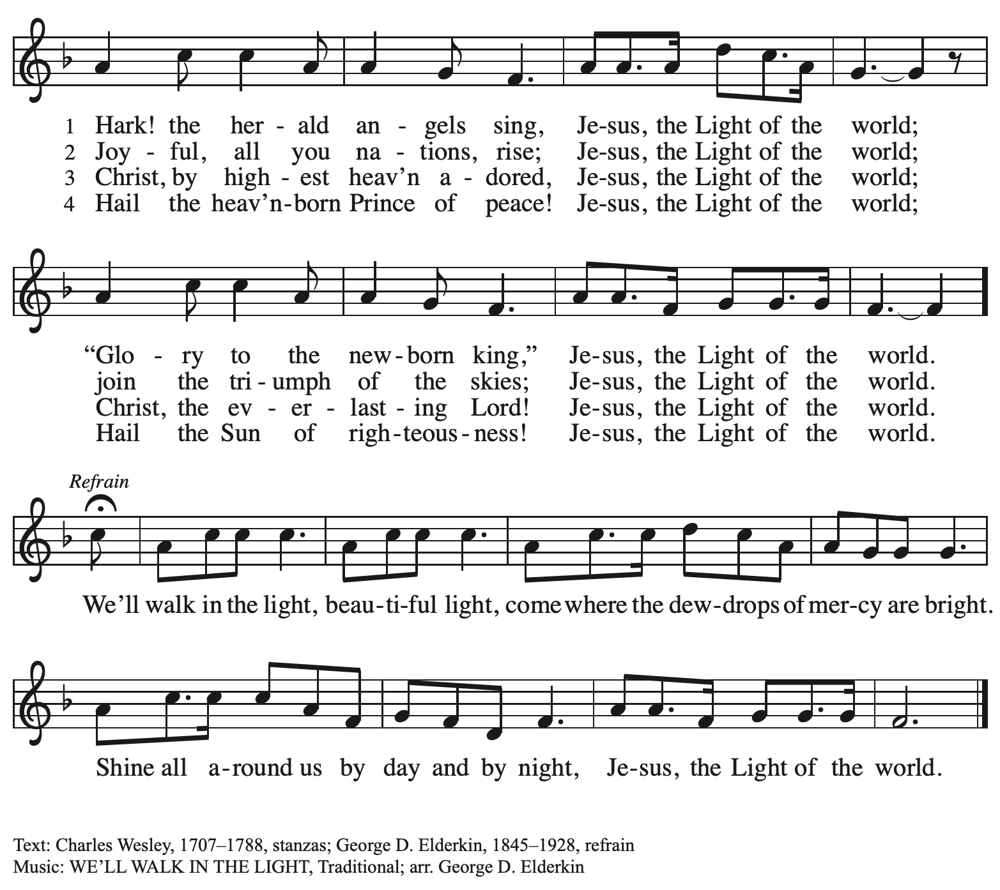 1 Hark! the her - ald an - gels sing, Je-sus, the Light of the world;
2 Joy - ful, all you na - tions, rise; Je-sus, the Light of the world;
3 Christ, by high - est heav’n a - dored, Je-sus, the Light of the world;
4 Hail the heav’n-born Prince of peace! Je-sus, the Light of the world;
“Glo - ry to the new-born king,” Je-sus, the Light of the world.
join the tri - umph of the skies; Je-sus, the Light of the world.
Christ, the ev - er - last - ing Lord! Je-sus, the Light of the world.
Hail the Sun of righ-teous-ness! Je-sus, the Light of the world.
Refrain
We’ll walk in the light, beau-ti-ful light, come where the dew-drops of mer-cy are bright.
Shine all a-round us by day and by night, Je-sus, the Light of the world.
Text: Charles Wesley, 1707–1788, stanzas; George D. Elderkin, 1845–1928, refrain
Music: WE’LL WALK IN THE LIGHT, Traditional; arr. George D. Elderkin